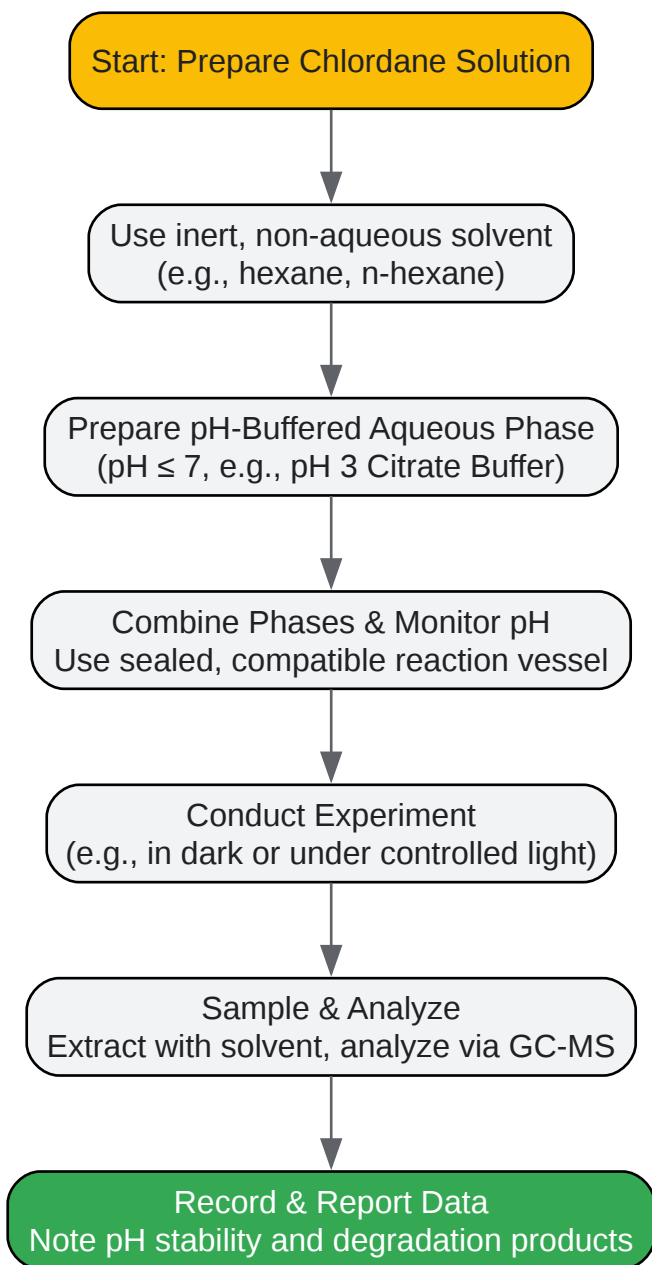 Start: Prepare Chlordane Solution
Use inert, non-aqueous solvent
(e.g., hexane, n-hexane)
Prepare pH-Buffered Aqueous Phase
(pH ≤ 7, e.g., pH 3 Citrate Buffer)
Combine Phases & Monitor pH
Use sealed, compatible reaction vessel
Conduct Experiment
(e.g., in dark or under controlled light)
Sample & Analyze
Extract with solvent, analyze via GC-MS
Record & Report Data
Note pH stability and degradation products